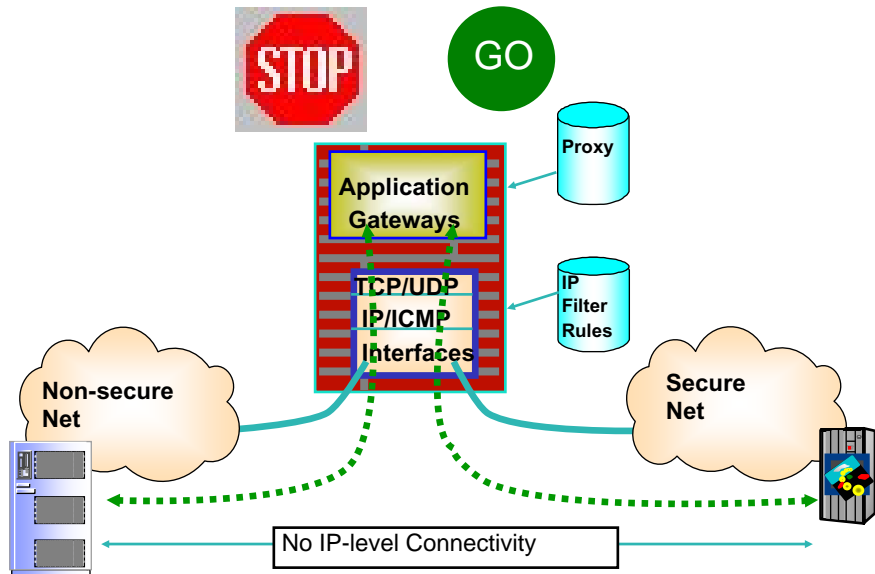 STOP
GO
Proxy
Application
Gateways
TCP/UDP
IP/ICMP
Interfaces
IP
Filter
Rules
Non-secure
Net
Secure
Net
No IP-level Connectivity